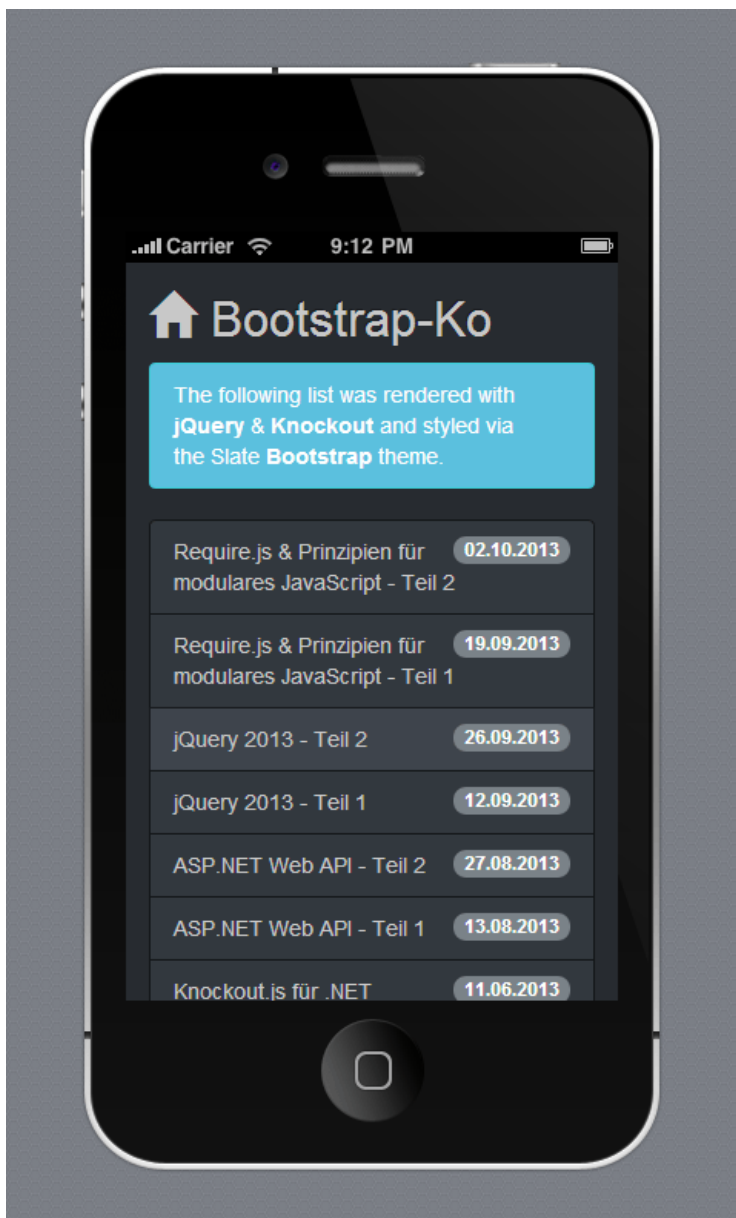 Carrier 9:12 PM
Bootstrap-Ko
The following list was rendered with
jQuery & Knockout and styled via
the Slate Bootstrap theme.
Require.js & Prinzipien für 02.10.2013
modulares JavaScript - Teil 2
Require.js & Prinzipien für 19.09.2013
modulares JavaScript - Teil 1
jQuery 2013 - Teil 2 26.09.2013
jQuery 2013 - Teil 1 12.09.2013
ASP.NET Web API - Teil 2 27.08.2013
ASP.NET Web API - Teil 1 13.08.2013
Knockout.js für .NET 11.06.2013